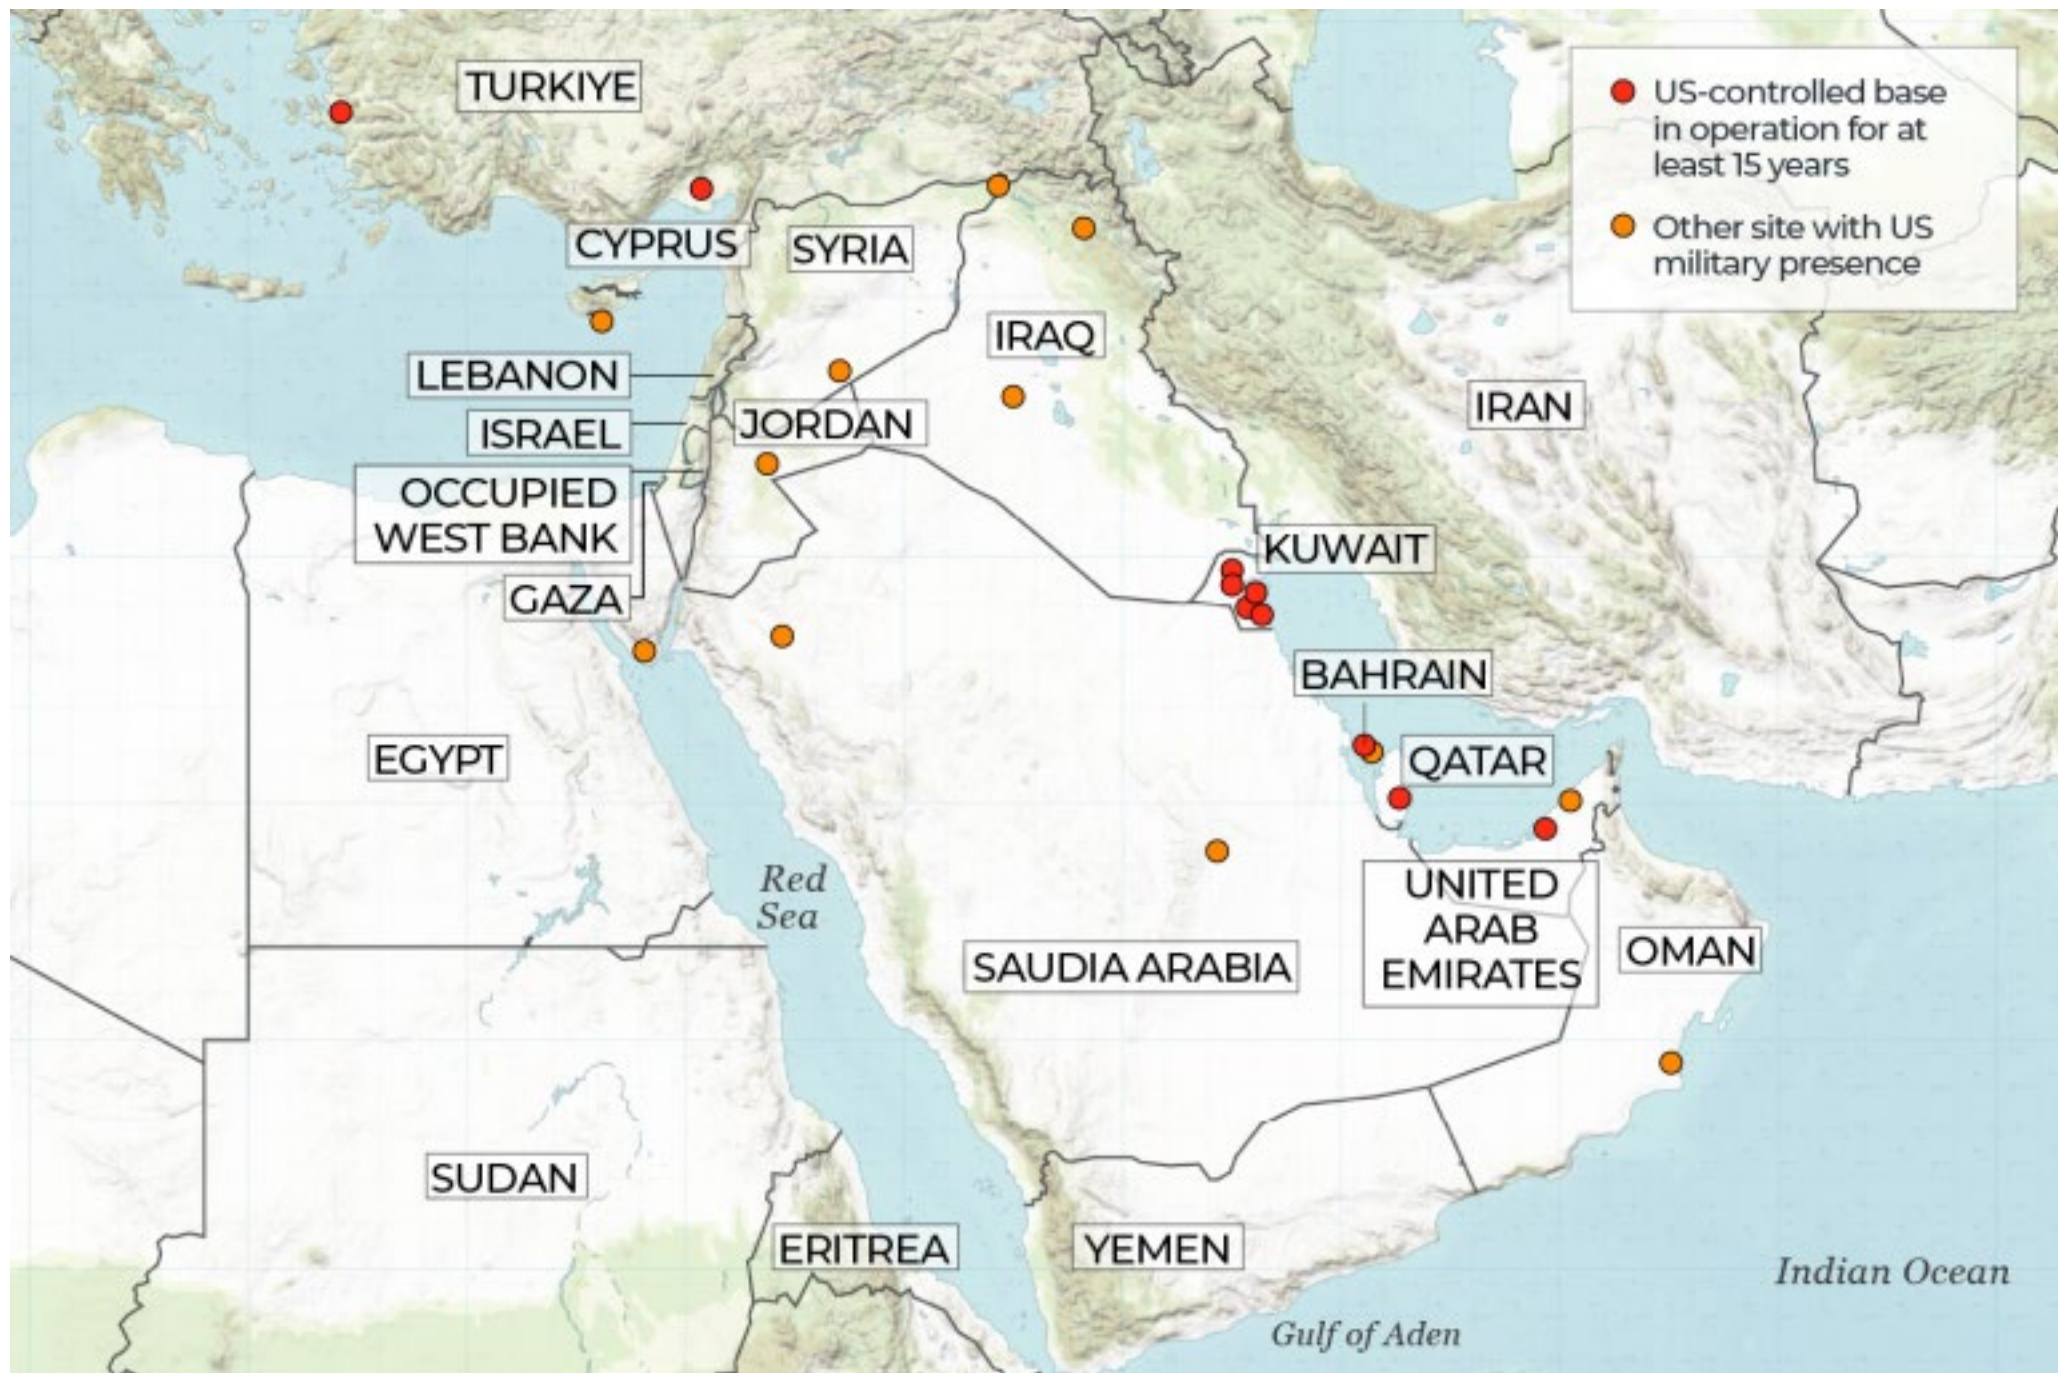 TURKIYE
US-controlled base
in operation for at
least 15 years
Other site with US
military presence
CYPRUS
SYRIA
IRAQ
LEBANON
IRAN
JORDAN
ISRAEL
OCCUPIED
WEST BANK
KUWAIT
GAZA
BAHRAIN
EGYPT
QATAR
Red
Sea
UNITED
ARAB
EMIRATES
OMAN
SAUDIA ARABIA
SUDAN
ERITREA
YEMEN
Indian Ocean
Gulf of Aden